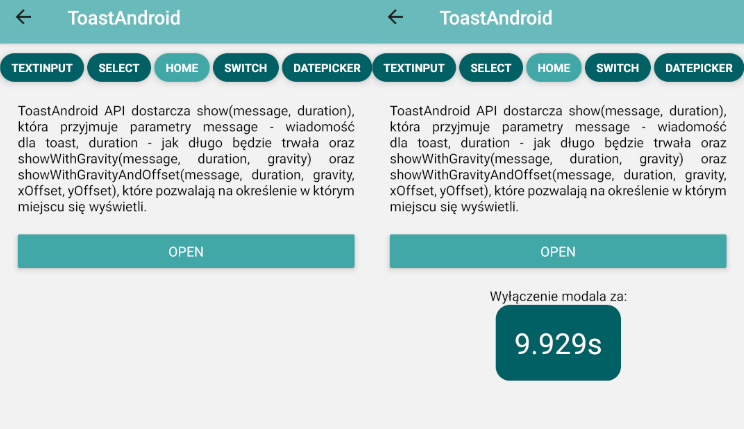 ToastAndroid
TEXTINPUT SELECT HOME SWITCH DATEPICKER
ToastAndroid API dostarcza show(message, duration),
która przyjmuje parametry message - wiadomość
dla toast, duration - jak długo będzie trwała oraz
showWithGravity(message, duration, gravity) oraz
showWithGravityAndOffset(message, duration, gravity,
xOffset, yOffset), które pozwalają na określenie w którym
miejscu się wyświetli.
OPEN
ToastAndroid
TEXTINPUT SELECT HOME SWITCH DATEPICKER
ToastAndroid API dostarcza show(message, duration),
która przyjmuje parametry message - wiadomość
dla toast, duration - jak długo będzie trwała oraz
showWithGravity(message, duration, gravity) oraz
showWithGravityAndOffset(message, duration, gravity,
xOffset, yOffset), które pozwalają na określenie w którym
miejscu się wyświetli.
OPEN
Wyłączenie modala za:
9.929s